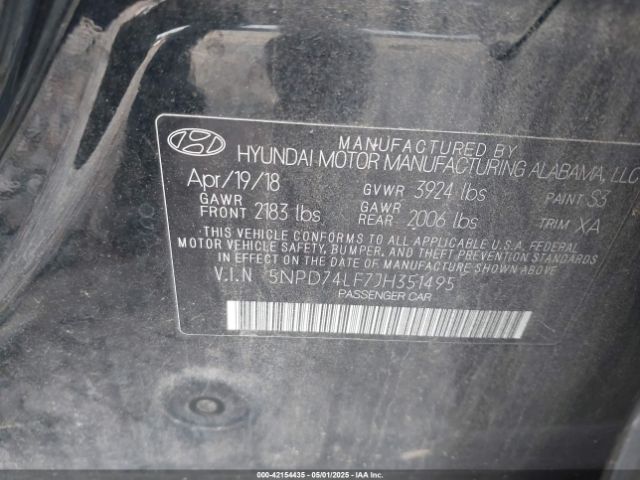 MANUFACTURED BY
HYUNDAI MOTOR MANUFACTURING ALABAMA, LLC
Apr/19/18 GVWR 3924 lbs PAINT S3
GAWR FRONT 2183 lbs GAWR REAR 2006 lbs TRIM XA
THIS VEHICLE CONFORMS TO ALL APPLICABLE U.S.A. FEDERAL
MOTOR VEHICLE SAFETY, BUMPER, AND THEFT PREVENTION STANDARDS
IN EFFECT ON THE DATE OF MANUFACTURE SHOWN ABOVE.
V.I.N 5NPD74LF7JH351495
PASSENGER CAR
000-42154435 - 05/01/2025 - IAAI.COM